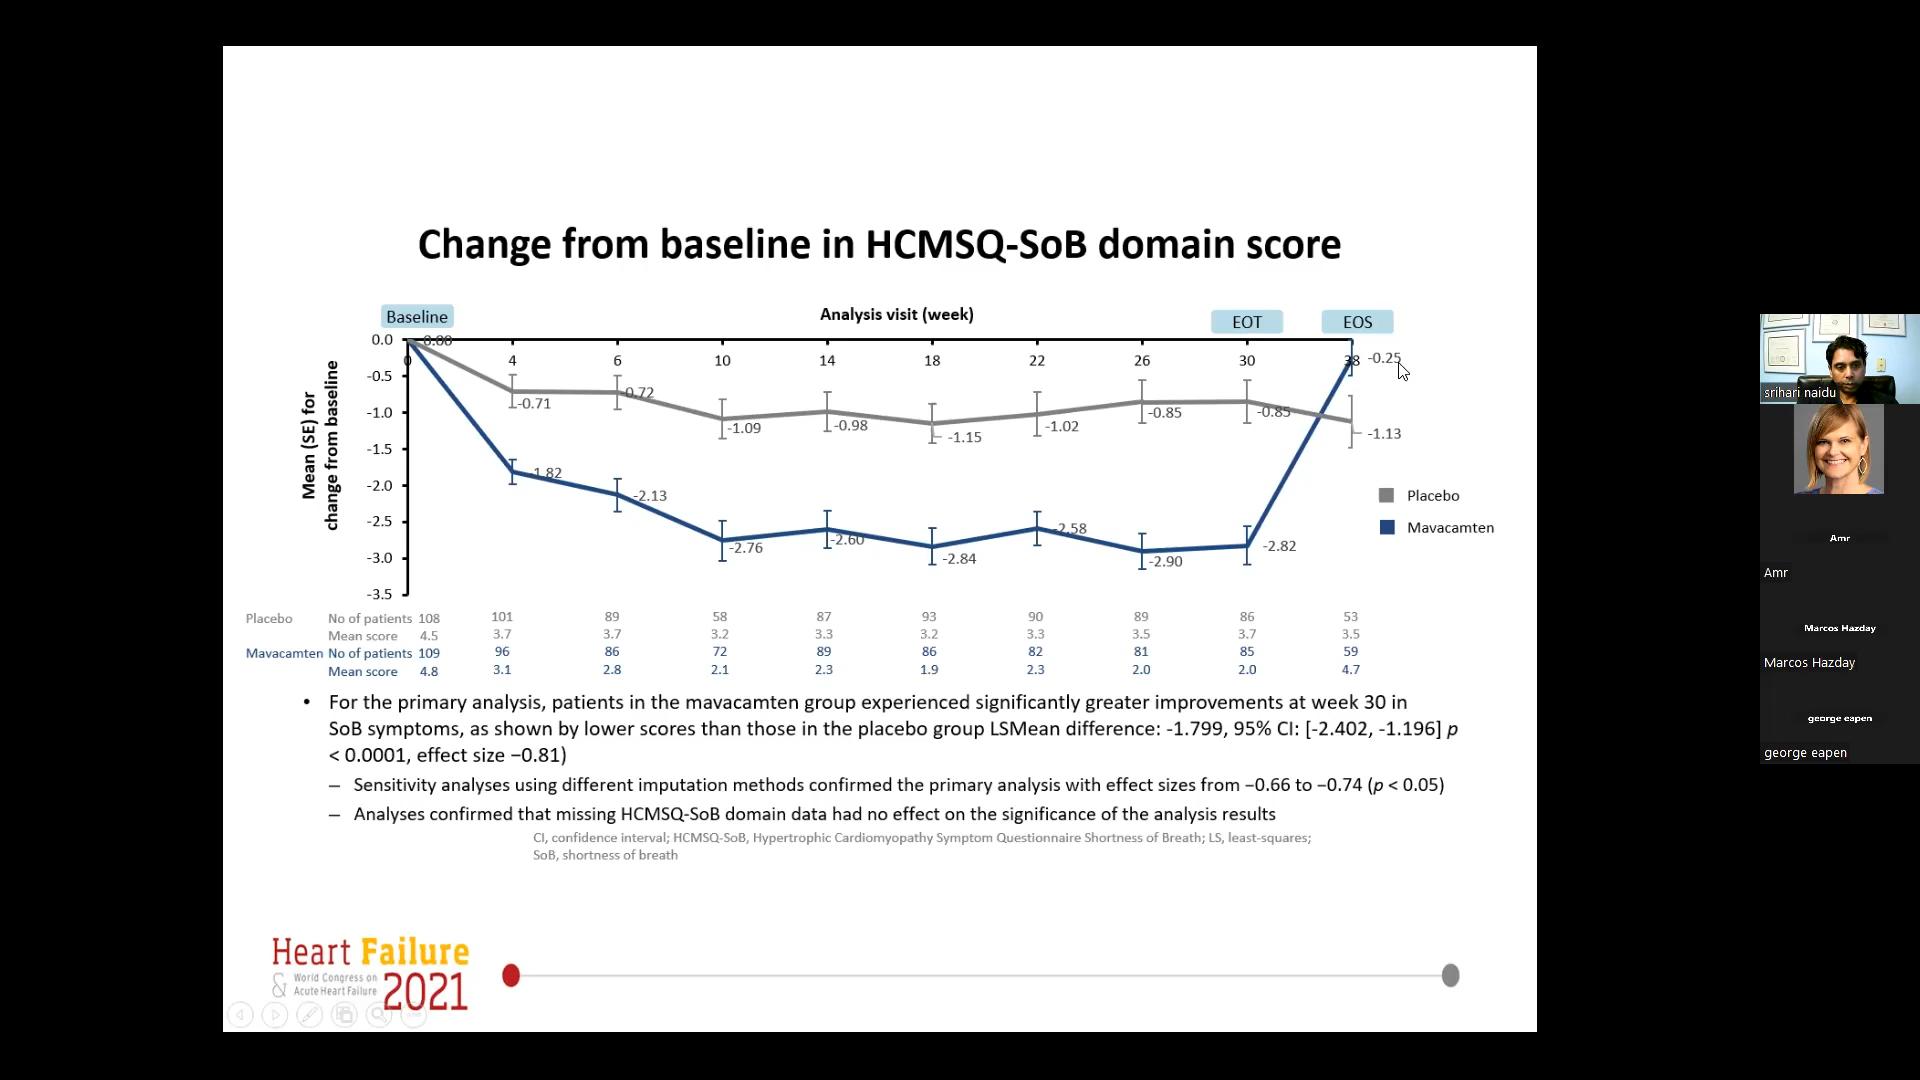 Change from baseline in HCMSQ-SoB domain score
Baseline
Analysis visit (week)
EOT
EOS
Mean (SE) for
change from baseline
0.0
-0.5
-1.0
-1.5
-2.0
-2.5
-3.0
-3.5
0 4 6 10 14 18 22 26 30 38
0.00
-0.71 -0.72 -1.09 -0.98 -1.15 -1.02 -0.85 -0.85 -1.13
-1.82 -2.13 -2.76 -2.60 -2.84 -2.58 -2.90 -2.82 -0.25
Placebo
Mavacamten
Placebo No of patients 108 101 89 58 87 93 90 89 86 53
Mean score 4.5 3.7 3.7 3.2 3.3 3.2 3.3 3.5 3.7 3.5
Mavacamten No of patients 109 96 86 72 89 86 82 81 85 59
Mean score 4.8 3.1 2.8 2.1 2.3 1.9 2.3 2.0 2.0 4.7
• For the primary analysis, patients in the mavacamten group experienced significantly greater improvements at week 30 in
SoB symptoms, as shown by lower scores than those in the placebo group LSMean difference: -1.799, 95% CI: [-2.402, -1.196] p
< 0.0001, effect size −0.81)
– Sensitivity analyses using different imputation methods confirmed the primary analysis with effect sizes from −0.66 to −0.74 (p < 0.05)
– Analyses confirmed that missing HCMSQ-SoB domain data had no effect on the significance of the analysis results
CI, confidence interval; HCMSQ-SoB, Hypertrophic Cardiomyopathy Symptom Questionnaire Shortness of Breath; LS, least-squares;
SoB, shortness of breath
Heart Failure
& World Congress on
Acute Heart Failure 2021
srihari naidu
Amr
Amr
Marcos Hazday
Marcos Hazday
george eapen
george eapen